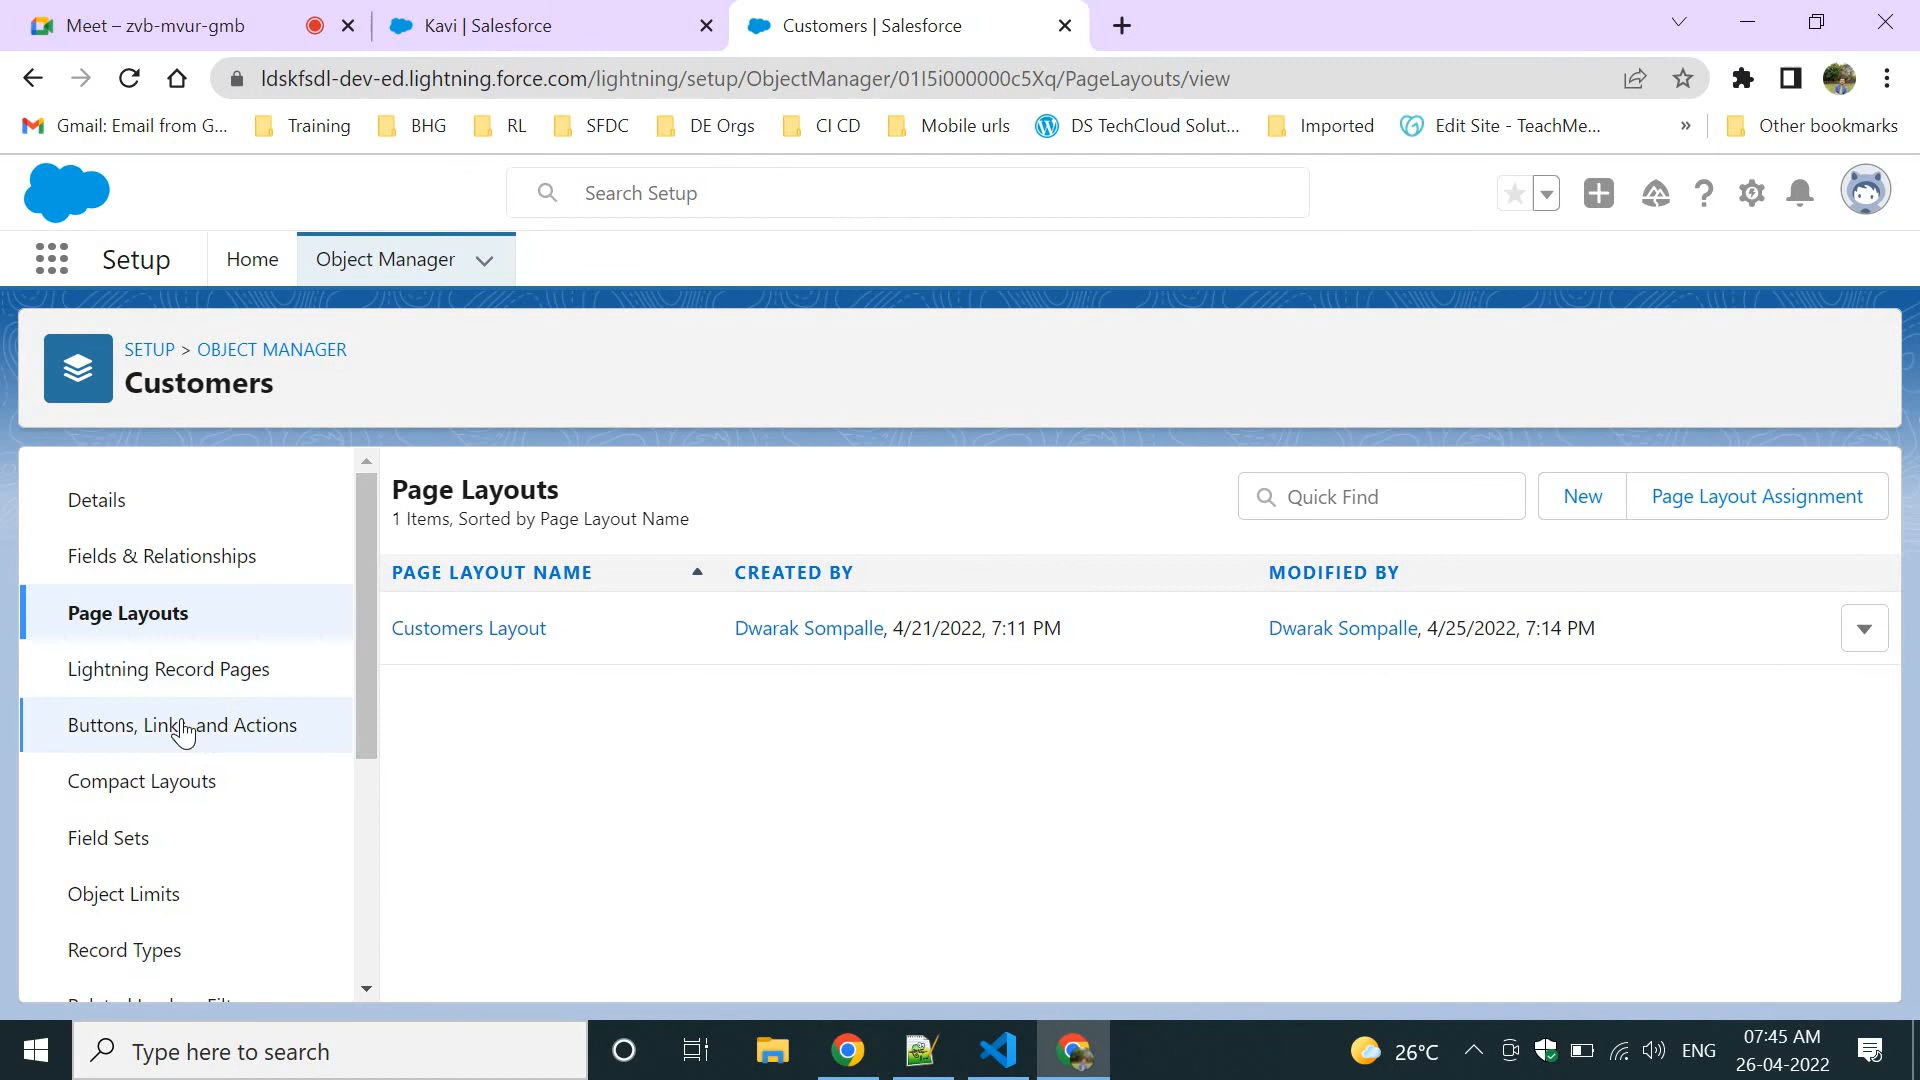 Meet – zvb-mvur-gmb
Kavi | Salesforce
Customers | Salesforce
ldskfsdl-dev-ed.lightning.force.com/lightning/setup/ObjectManager/01I5i000000c5Xq/PageLayouts/view
Gmail: Email from G...
Training
BHG
RL
SFDC
DE Orgs
CI CD
Mobile urls
DS TechCloud Solut...
Imported
Edit Site - TeachMe...
»
Other bookmarks
Search Setup
Setup
Home
Object Manager
SETUP > OBJECT MANAGER
Customers
Details
Fields & Relationships
Page Layouts
Lightning Record Pages
Buttons, Links and Actions
Compact Layouts
Field Sets
Object Limits
Record Types
Page Layouts
1 Items, Sorted by Page Layout Name
Quick Find
New
Page Layout Assignment
PAGE LAYOUT NAME
CREATED BY
MODIFIED BY
Customers Layout
Dwarak Sompalle, 4/21/2022, 7:11 PM
Dwarak Sompalle, 4/25/2022, 7:14 PM
Type here to search
26°C
ENG
07:45 AM
26-04-2022